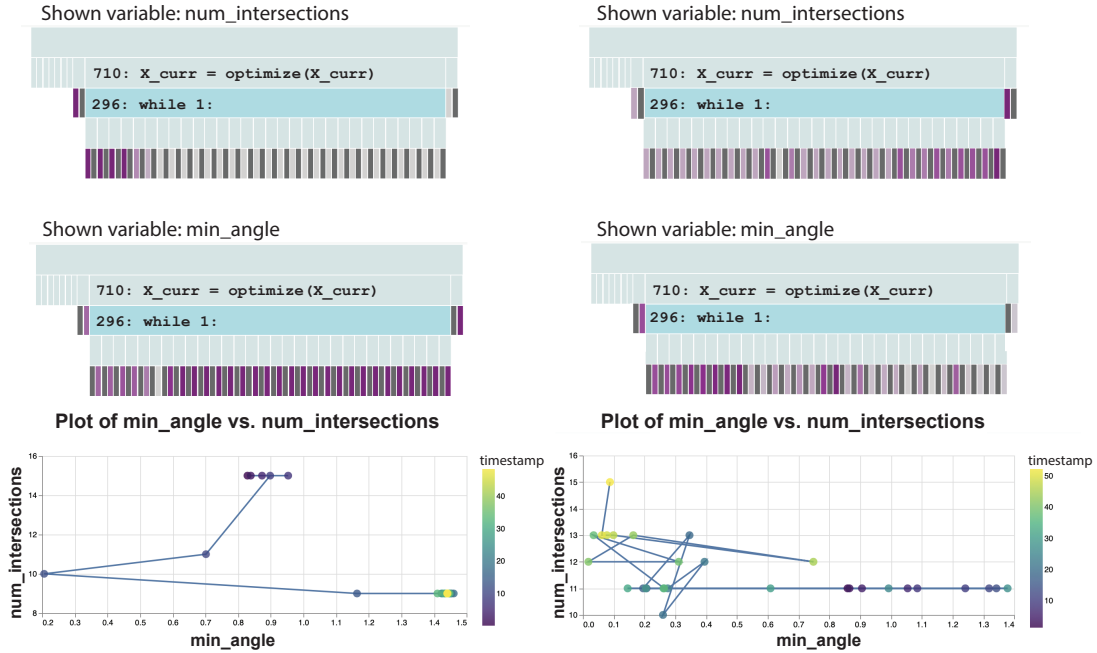 Shown variable: num_intersections
710: X_curr = optimize(X_curr)
296: while 1:
Shown variable: min_angle
710: X_curr = optimize(X_curr)
296: while 1:
Plot of min_angle vs. num_intersections
num_intersections
16
14
12
10
8
0.2 0.3 0.4 0.5 0.6 0.7 0.8 0.9 1.0 1.1 1.2 1.3 1.4 1.5
min_angle
timestamp
40
30
20
10
Shown variable: num_intersections
710: X_curr = optimize(X_curr)
296: while 1:
Shown variable: min_angle
710: X_curr = optimize(X_curr)
296: while 1:
Plot of min_angle vs. num_intersections
num_intersections
16
15
14
13
12
11
10
0.0 0.1 0.2 0.3 0.4 0.5 0.6 0.7 0.8 0.9 1.0 1.1 1.2 1.3 1.4
min_angle
timestamp
50
40
30
20
10